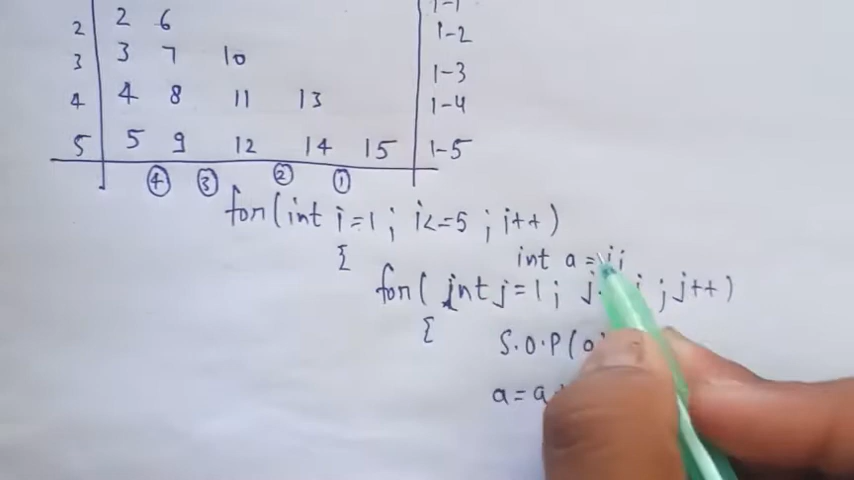 1-1
2 2 6 1-2
3 3 7 10 1-3
4 4 8 11 13 1-4
5 5 9 12 14 15 1-5
④ ③ ② ①
for(int i=1; i<=5; i++)
{
int a=i;
for( int j=1; j i ; j++)
{
S.O.P(a)
a=a